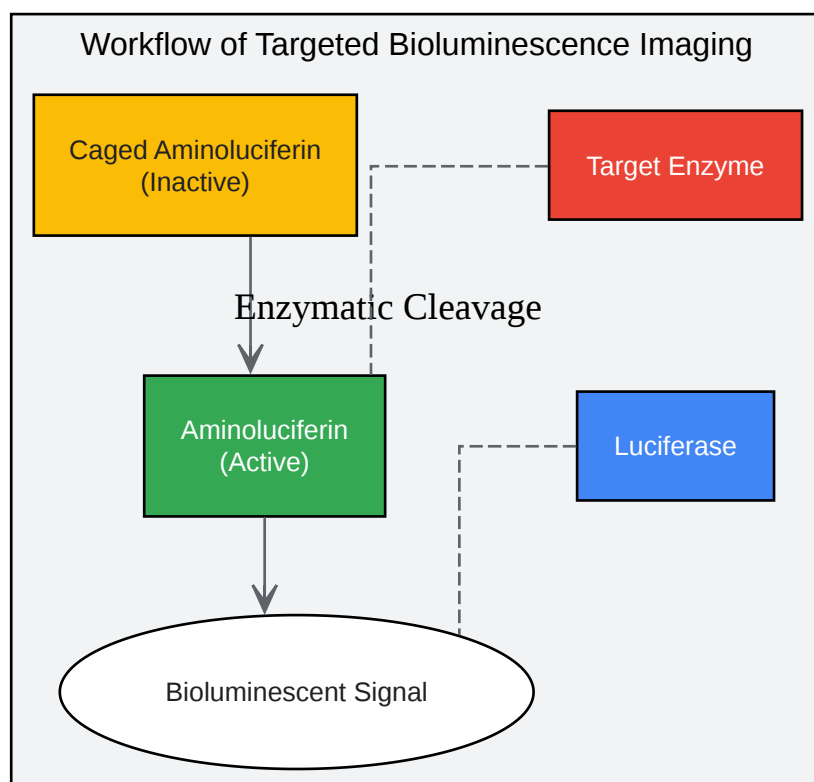 Workflow of Targeted Bioluminescence Imaging
Caged Aminoluciferin
(Inactive)
Target Enzyme
Enzymatic Cleavage
Aminoluciferin
(Active)
Luciferase
Bioluminescent Signal